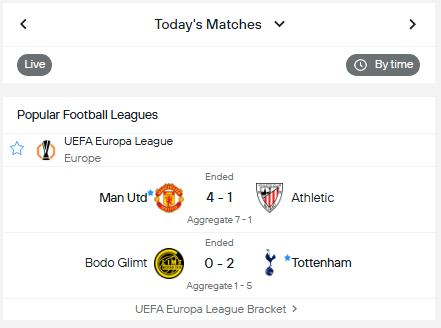 Today's Matches
Live
By time
Popular Football Leagues
UEFA Europa League
Europe
Ended
Man Utd 4 - 1 Athletic
Aggregate 7 - 1
Ended
Bodo Glimt 0 - 2 Tottenham
Aggregate 1 - 5
UEFA Europa League Bracket